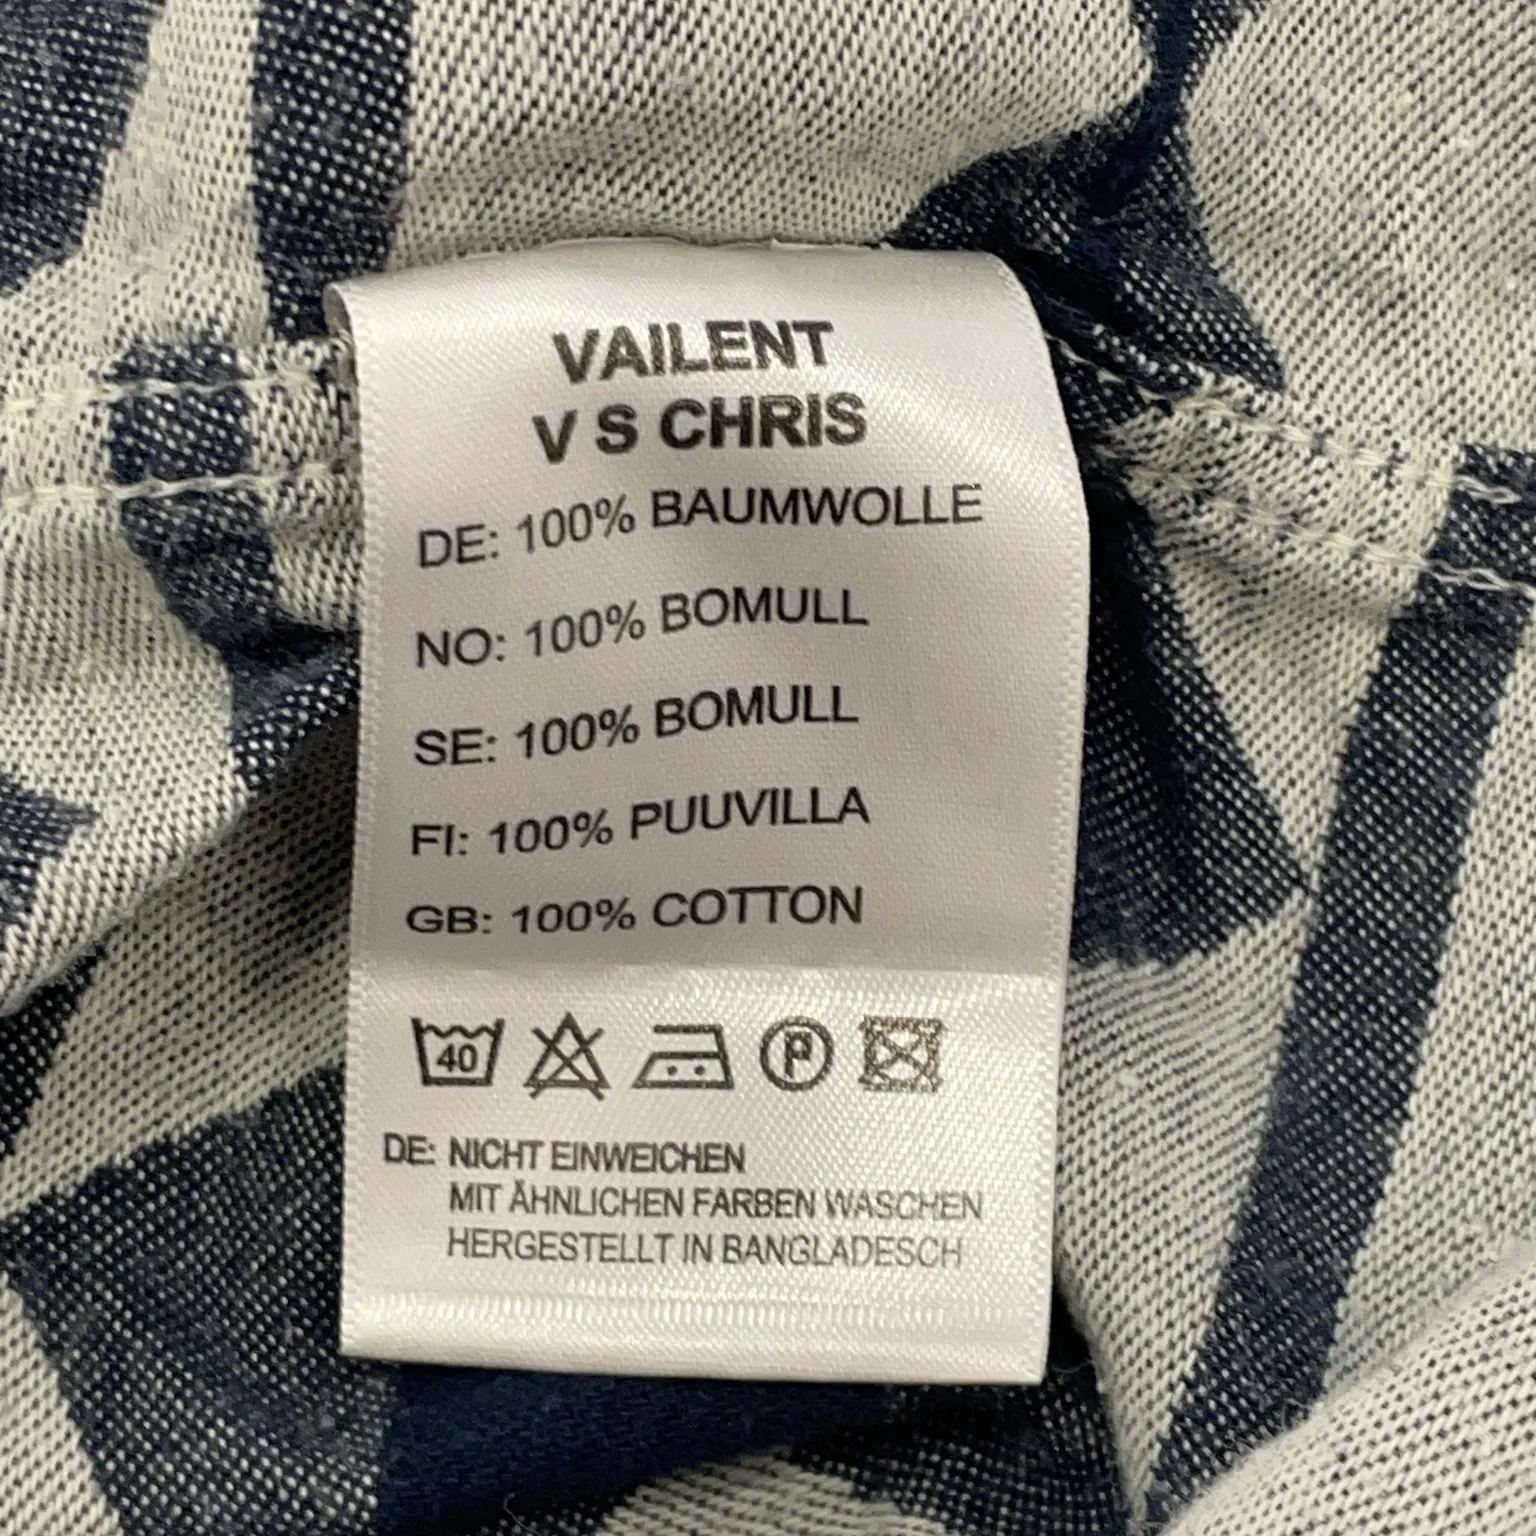 VAILENT
V S CHRIS
DE: 100% BAUMWOLLE
NO: 100% BOMULL
SE: 100% BOMULL
FI: 100% PUUVILLA
GB: 100% COTTON
40 P
DE: NICHT EINWEICHEN
MIT ÄHNLICHEN FARBEN WASCHEN
HERGESTELLT IN BANGLADESCH